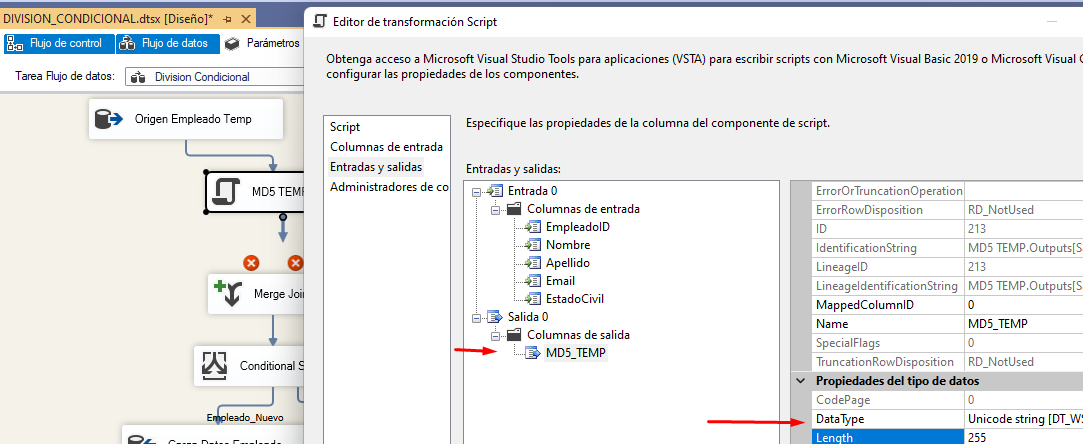 DIVISION_CONDICIONAL.dtsx [Diseño]*
Flujo de control
Flujo de datos
Parámetros
Tarea Flujo de datos:
Division Condicional
Origen Empleado Temp
MD5 TEMP
Merge Join
Conditional S
Empleado_Nuevo
Editor de transformación Script
Obtenga acceso a Microsoft Visual Studio Tools para aplicaciones (VSTA) para escribir scripts con Microsoft Visual Basic 2019 o Microsoft Visual C
configurar las propiedades de los componentes.
Script
Columnas de entrada
Entradas y salidas
Administradores de co
Especifique las propiedades de la columna del componente de script.
Entradas y salidas:
Entrada 0
Columnas de entrada
EmpleadoID
Nombre
Apellido
Email
EstadoCivil
Salida 0
Columnas de salida
MD5_TEMP
ErrorOrTruncationOperation
ErrorRowDisposition RD_NotUsed
ID 213
IdentificationString MD5 TEMP.Outputs[S
LineageID 213
LineageIdentificationString MD5 TEMP.Outputs[S
MappedColumnID 0
Name MD5_TEMP
SpecialFlags 0
TruncationRowDisposition RD_NotUsed
Propiedades del tipo de datos
CodePage 0
DataType Unicode string [DT_WS
Length 255